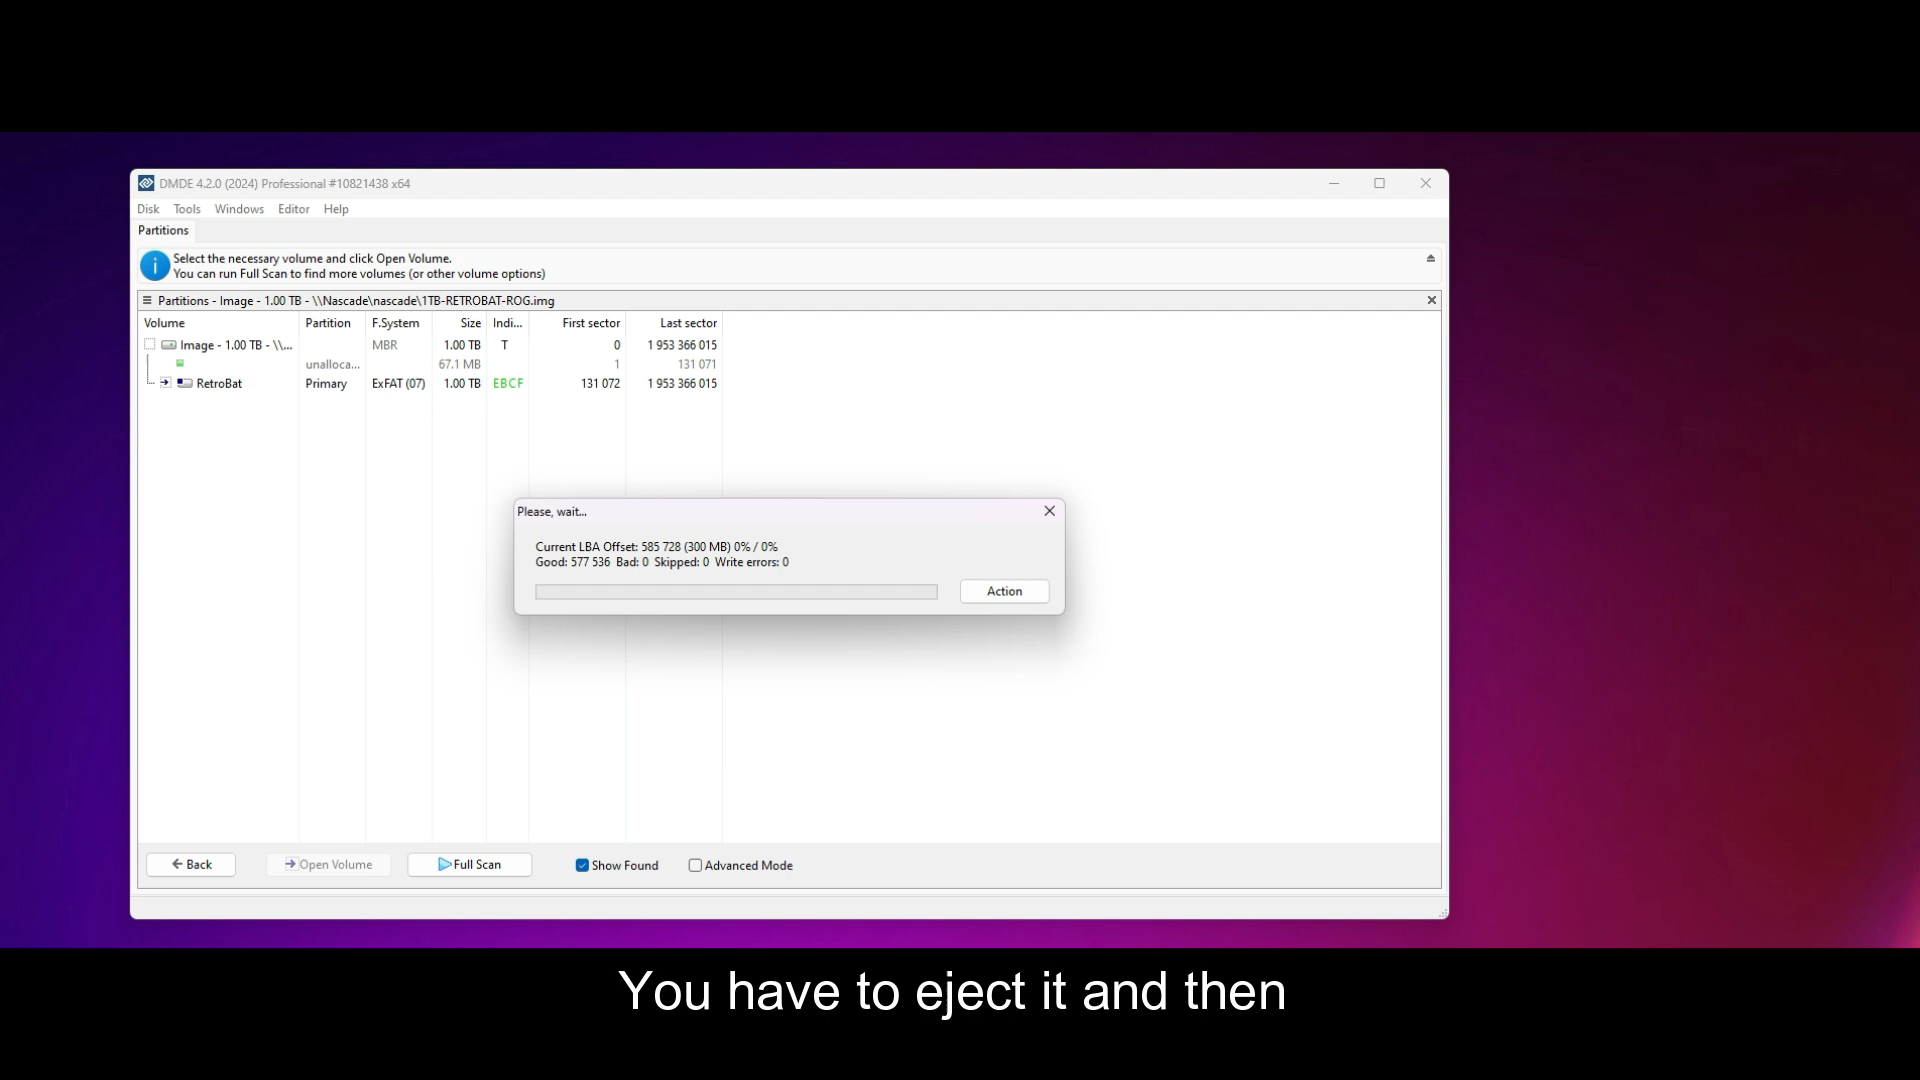 DMDE 4.2.0 (2024) Professional #10821438 x64
Disk Tools Windows Editor Help
Partitions
Select the necessary volume and click Open Volume.
You can run Full Scan to find more volumes (or other volume options)
Partitions - Image - 1.00 TB - \\Nascade\nascade\1TB-RETROBAT-ROG.img
Volume Partition F.System Size Indi... First sector Last sector
Image - 1.00 TB - \\... MBR 1.00 TB T 0 1 953 366 015
unalloca... 67.1 MB 1 131 071
RetroBat Primary ExFAT (07) 1.00 TB EBCF 131 072 1 953 366 015
Please, wait...
Current LBA Offset: 585 728 (300 MB) 0% / 0%
Good: 577 536 Bad: 0 Skipped: 0 Write errors: 0
Action
Back Open Volume Full Scan Show Found Advanced Mode
You have to eject it and then